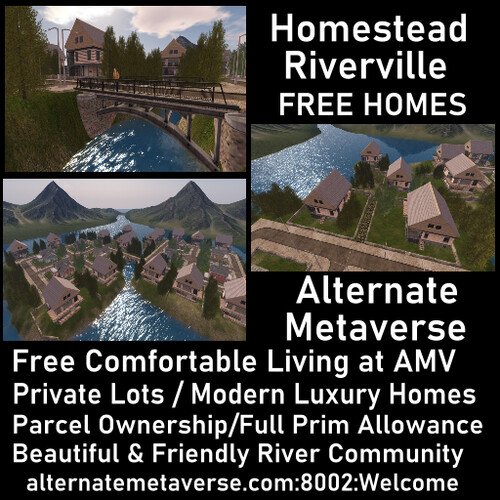 Homestead
Riverville
FREE HOMES
Alternate
Metaverse
Free Comfortable Living at AMV
Private Lots / Modern Luxury Homes
Parcel Ownership/Full Prim Allowance
Beautiful & Friendly River Community
alternatemetaverse.com:8002:Welcome